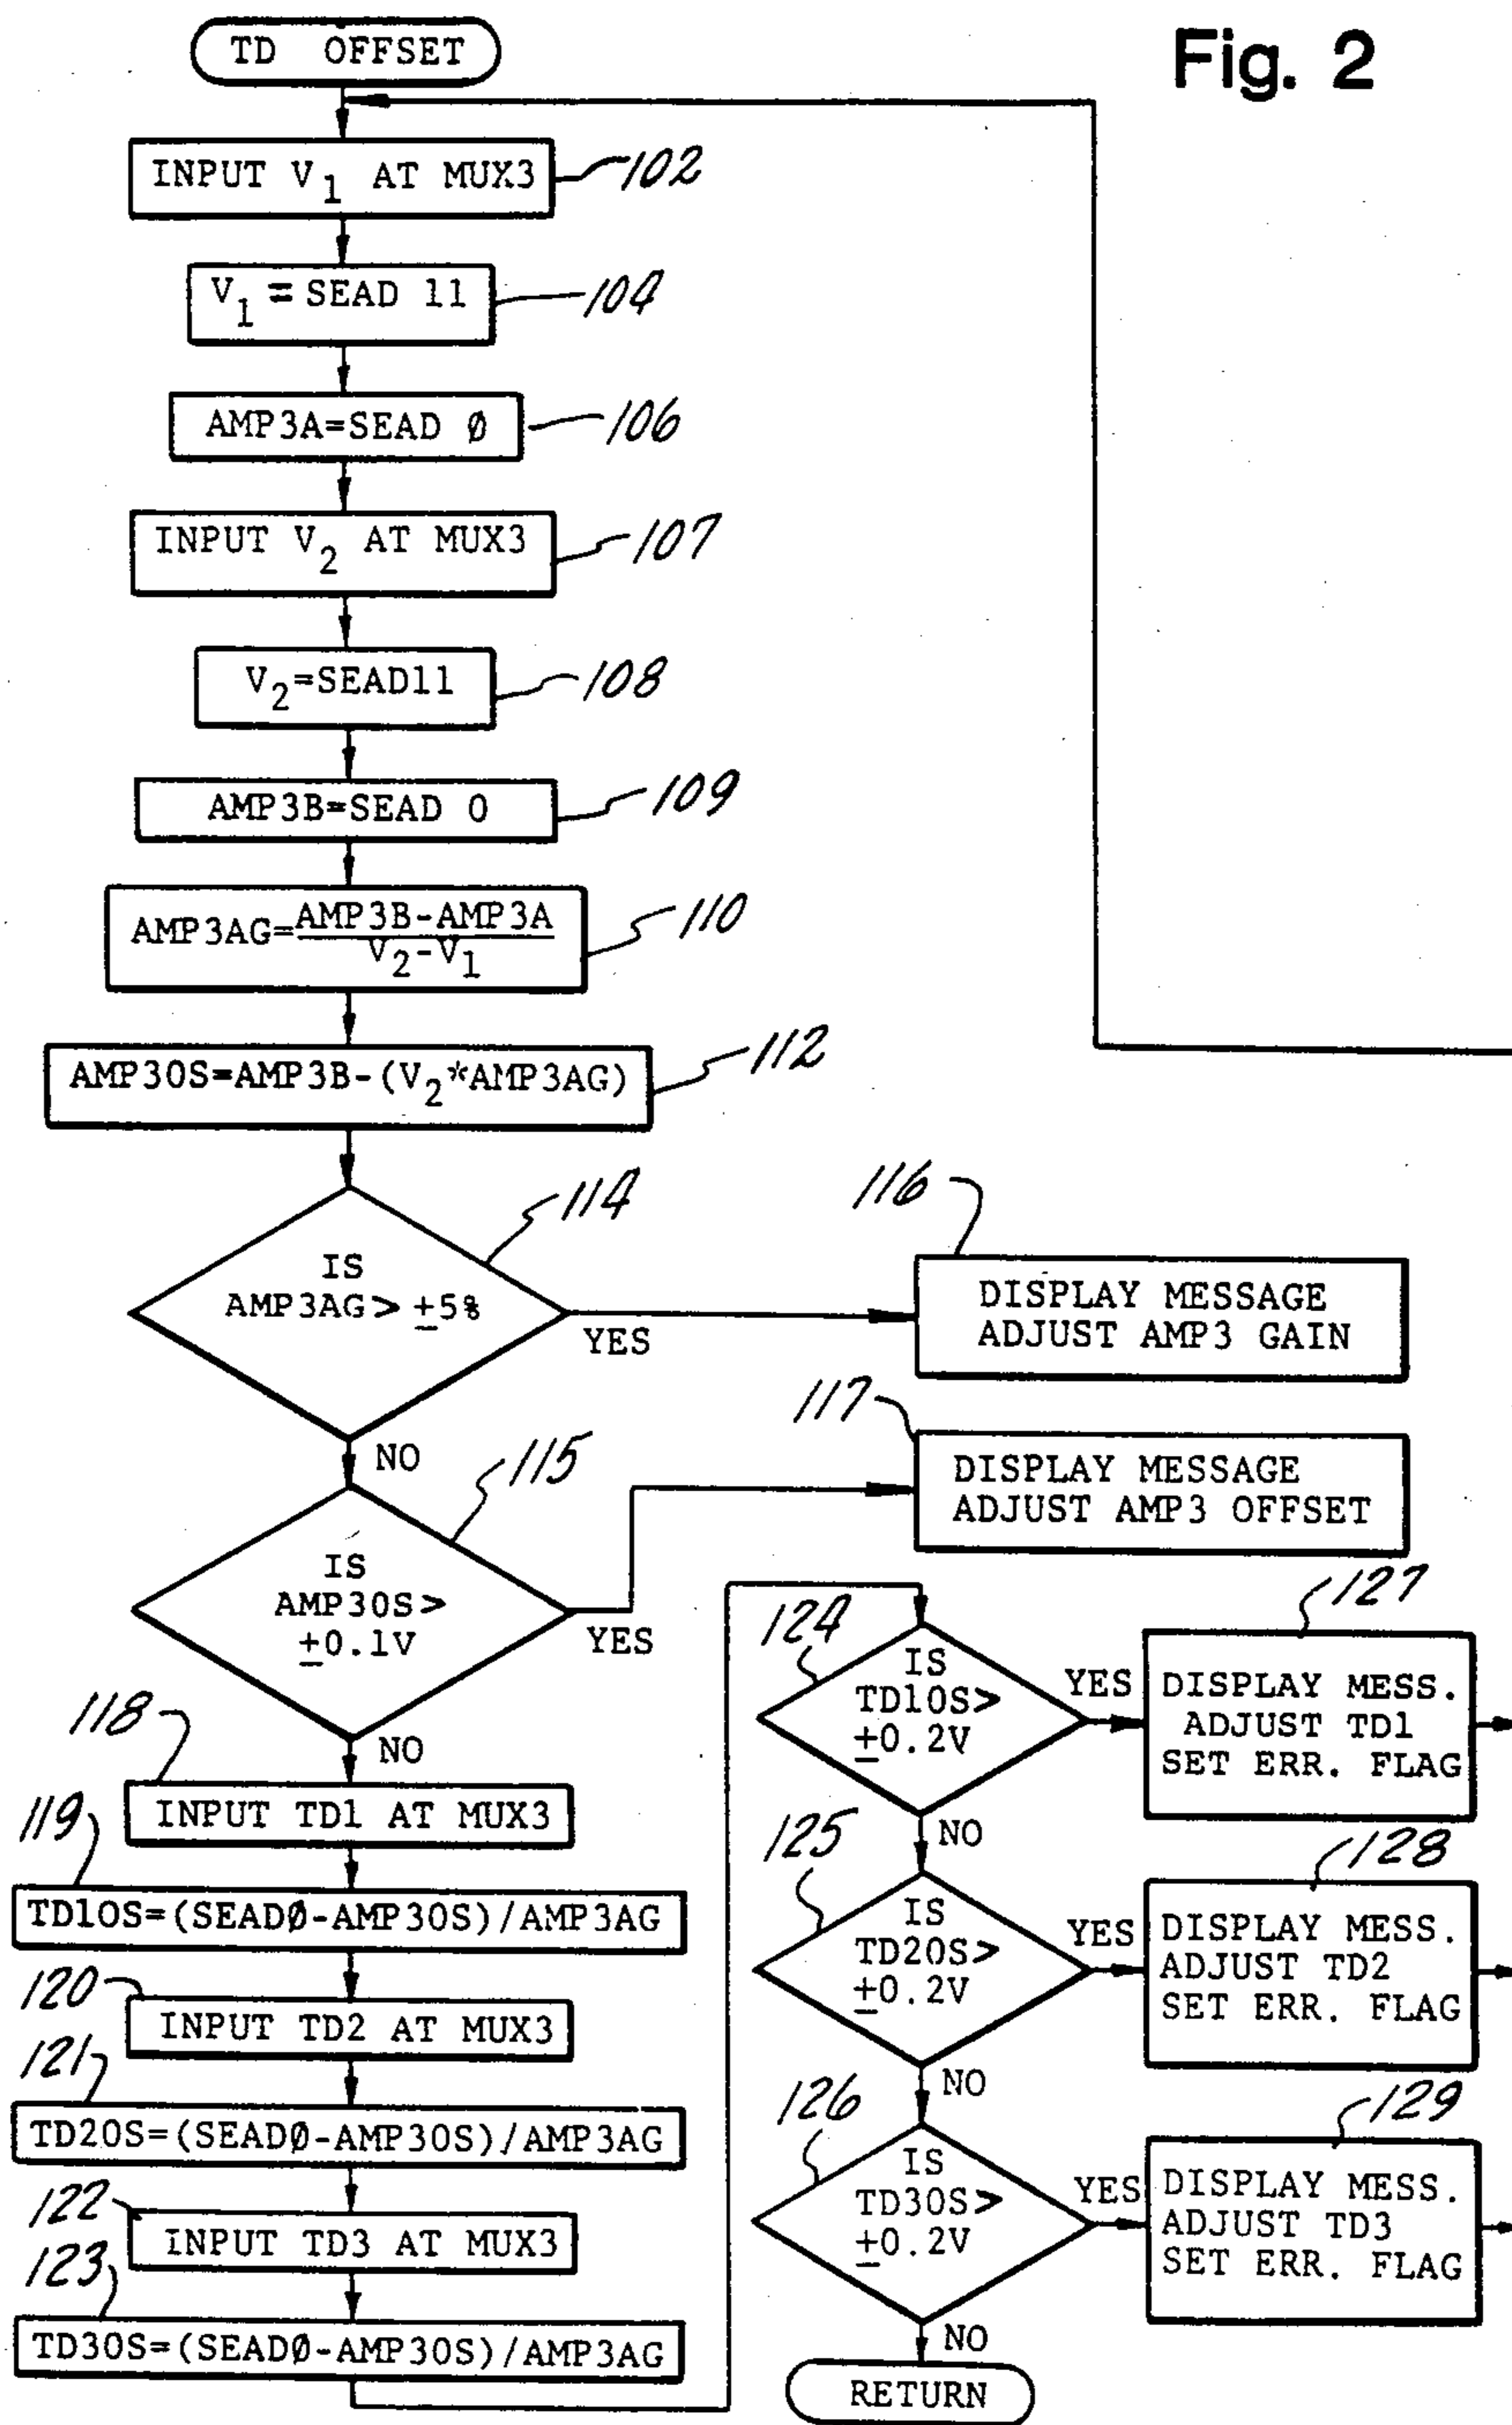 Fig. 2
TD OFFSET
INPUT V1 AT MUX3
102
V1 = SEAD 11
104
AMP3A=SEAD Ø
106
INPUT V2 AT MUX3
107
V2=SEAD11
108
AMP3B=SEAD 0
109
AMP3AG=AMP3B-AMP3A
V2-V1
110
AMP3OS=AMP3B-(V2*AMP3AG)
112
114
IS
AMP3AG> ±5%
YES
NO
116
DISPLAY MESSAGE
ADJUST AMP3 GAIN
115
IS
AMP3OS>
±0.1V
YES
NO
117
DISPLAY MESSAGE
ADJUST AMP3 OFFSET
118
INPUT TD1 AT MUX3
119
TD1OS=(SEADØ-AMP3OS)/AMP3AG
120
INPUT TD2 AT MUX3
121
TD2OS=(SEADØ-AMP3OS)/AMP3AG
122
INPUT TD3 AT MUX3
123
TD3OS=(SEADØ-AMP3OS)/AMP3AG
124
IS
TD1OS>
±0.2V
YES
NO
127
DISPLAY MESS.
ADJUST TD1
SET ERR. FLAG
125
IS
TD2OS>
±0.2V
YES
NO
128
DISPLAY MESS.
ADJUST TD2
SET ERR. FLAG
126
IS
TD3OS>
±0.2V
YES
NO
129
DISPLAY MESS.
ADJUST TD3
SET ERR. FLAG
RETURN